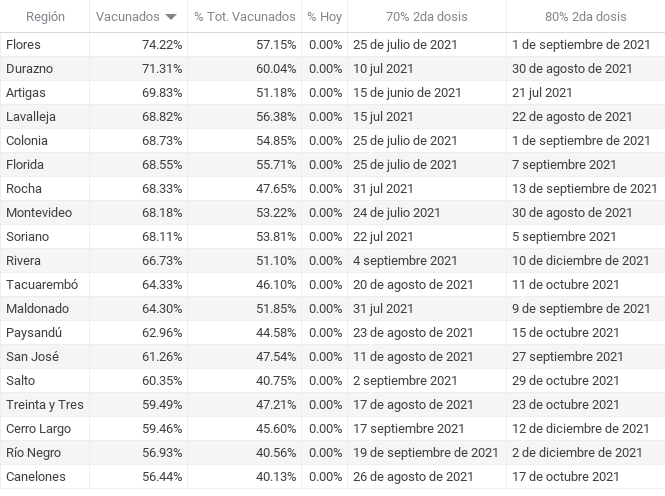 Región Vacunados % Tot. Vacunados % Hoy 70% 2da dosis 80% 2da dosis
Flores 74.22% 57.15% 0.00% 25 de julio de 2021 1 de septiembre de 2021
Durazno 71.31% 60.04% 0.00% 10 jul 2021 30 de agosto de 2021
Artigas 69.83% 51.18% 0.00% 15 de junio de 2021 21 jul 2021
Lavalleja 68.82% 56.38% 0.00% 15 jul 2021 22 de agosto de 2021
Colonia 68.73% 54.85% 0.00% 25 de julio de 2021 1 de septiembre de 2021
Florida 68.55% 55.71% 0.00% 25 de julio de 2021 7 septiembre 2021
Rocha 68.33% 47.65% 0.00% 31 jul 2021 13 de septiembre de 2021
Montevideo 68.18% 53.22% 0.00% 24 de julio 2021 30 de agosto de 2021
Soriano 68.11% 53.81% 0.00% 22 jul 2021 5 septiembre 2021
Rivera 66.73% 51.10% 0.00% 4 septiembre 2021 10 de diciembre de 2021
Tacuarembó 64.33% 46.10% 0.00% 20 de agosto de 2021 11 de octubre 2021
Maldonado 64.30% 51.85% 0.00% 31 jul 2021 9 de septiembre de 2021
Paysandú 62.96% 44.58% 0.00% 23 de agosto de 2021 15 de octubre 2021
San José 61.26% 47.54% 0.00% 11 de agosto de 2021 27 septiembre 2021
Salto 60.35% 40.75% 0.00% 2 septiembre 2021 29 de octubre 2021
Treinta y Tres 59.49% 47.21% 0.00% 17 de agosto de 2021 23 de octubre 2021
Cerro Largo 59.46% 45.60% 0.00% 17 septiembre 2021 12 de diciembre de 2021
Río Negro 56.93% 40.56% 0.00% 19 de septiembre de 2021 2 de diciembre de 2021
Canelones 56.44% 40.13% 0.00% 26 de agosto de 2021 17 de octubre 2021